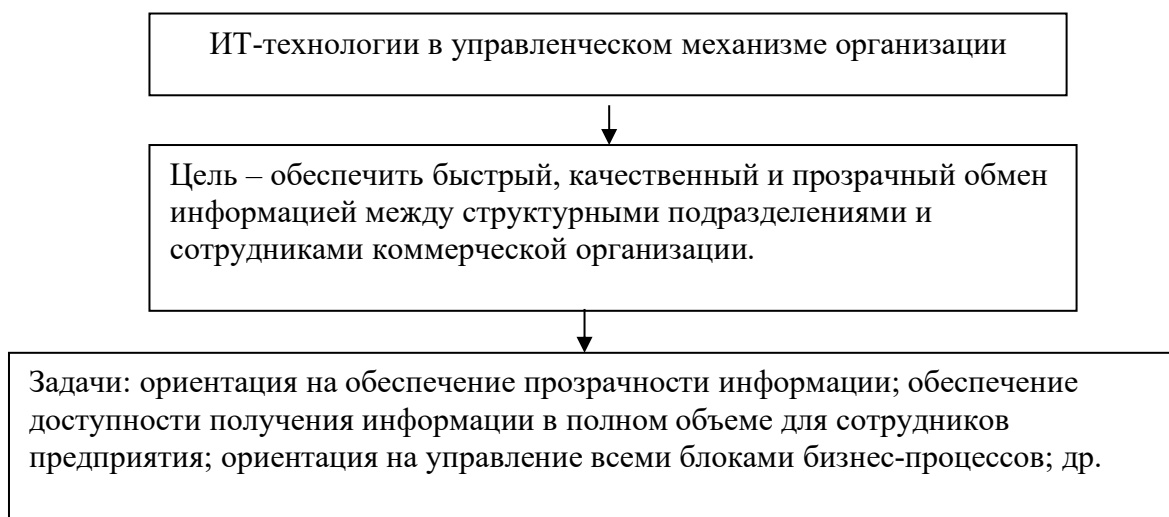 ИТ-технологии в управленческом механизме организации
Цель – обеспечить быстрый, качественный и прозрачный обмен
информацией между структурными подразделениями и
сотрудниками коммерческой организации.
Задачи: ориентация на обеспечение прозрачности информации; обеспечение
доступности получения информации в полном объеме для сотрудников
предприятия; ориентация на управление всеми блоками бизнес-процессов; др.